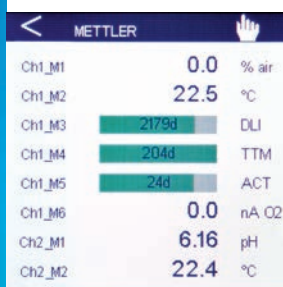 < METTLER
Ch1_M1 0.0 % air
Ch1_M2 22.5 °C
Ch1_M3 2179d DLI
Ch1_M4 204d TTM
Ch1_M5 24d ACT
Ch1_M6 0.0 nA O2
Ch2_M1 6.16 pH
Ch2_M2 22.4 °C